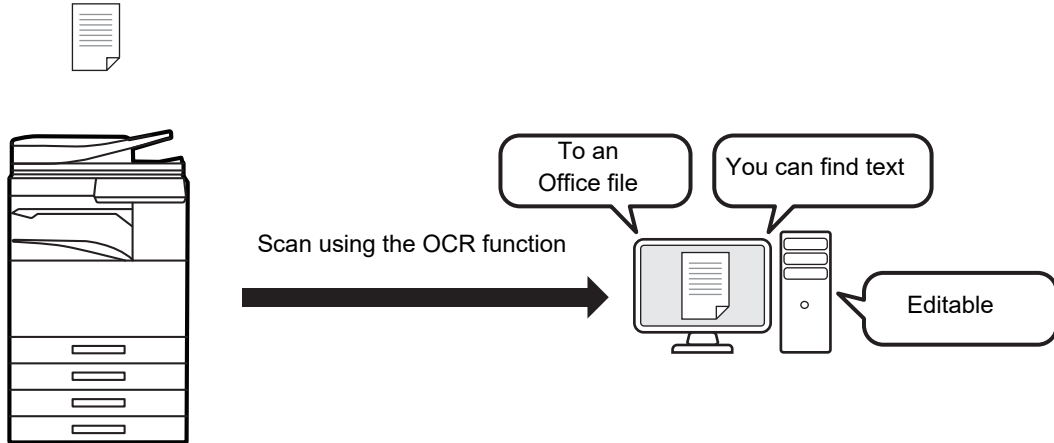 To an
Office file
You can find text
Scan using the OCR function
Editable